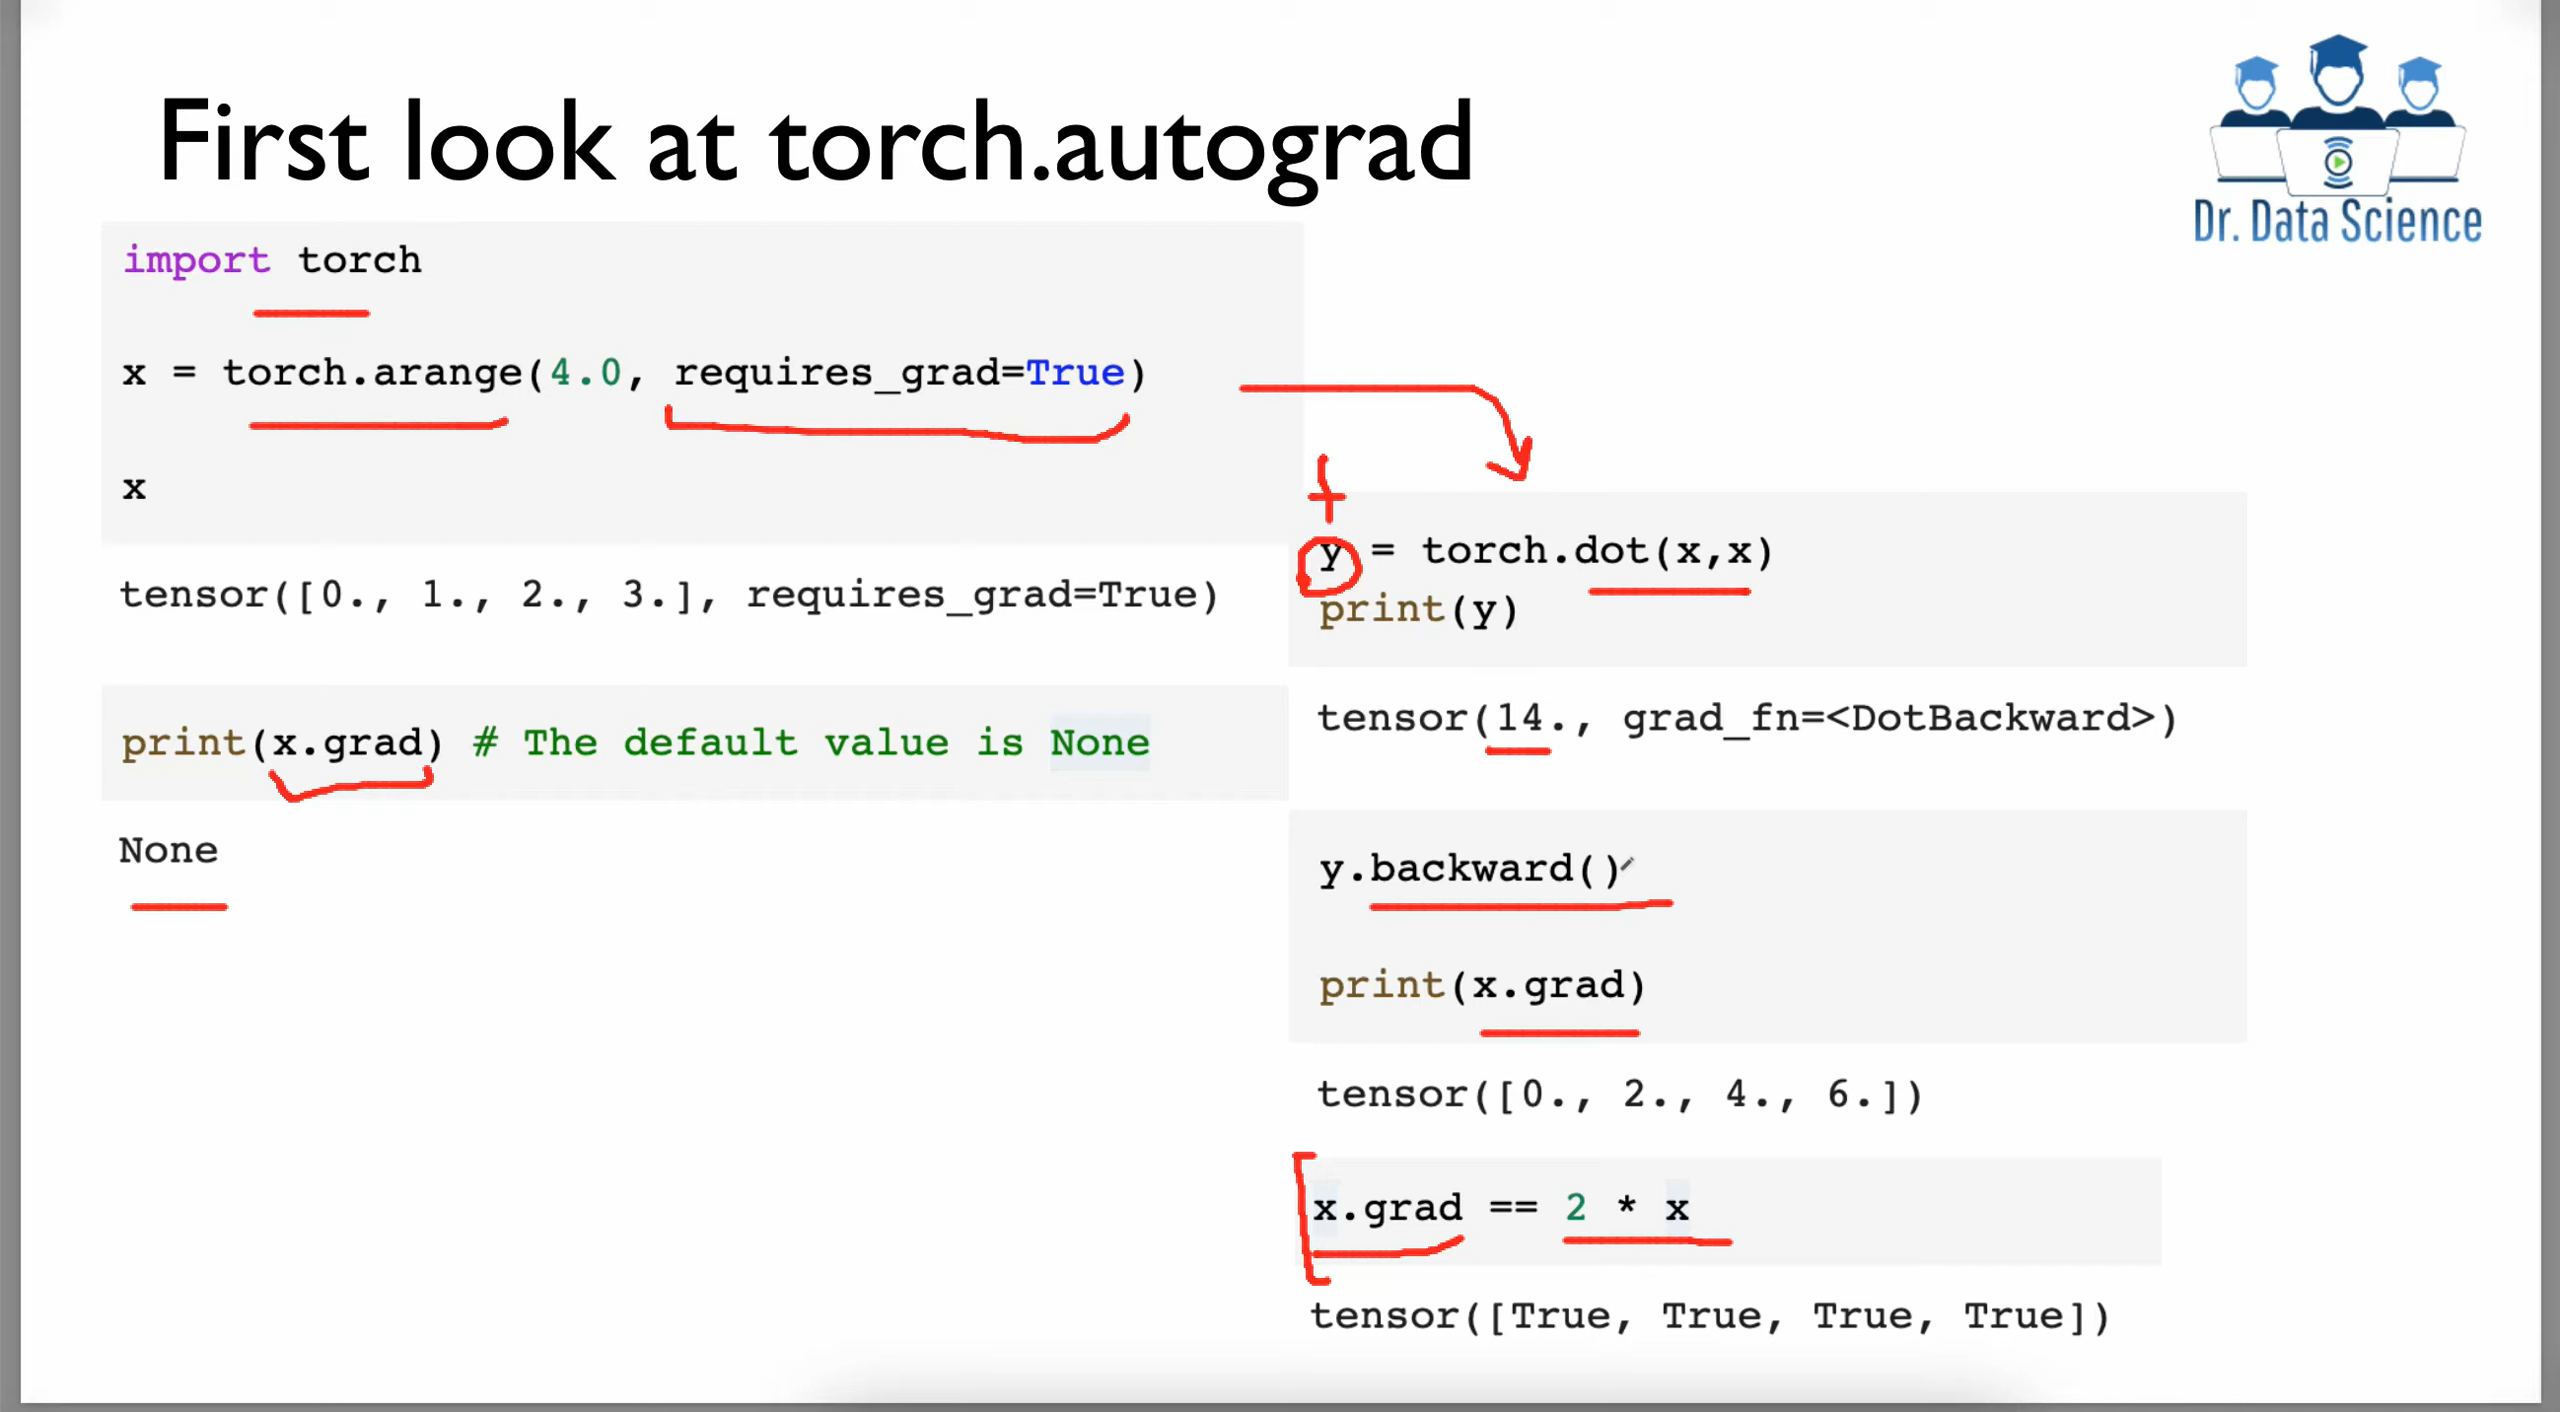 First look at torch.autograd
Dr. Data Science
import torch
x = torch.arange(4.0, requires_grad=True)
x
tensor([0., 1., 2., 3.], requires_grad=True)
print(x.grad) # The default value is None
None
f
y = torch.dot(x,x)
print(y)
tensor(14., grad_fn=<DotBackward>)
y.backward()
print(x.grad)
tensor([0., 2., 4., 6.])
x.grad == 2 * x
tensor([True, True, True, True])